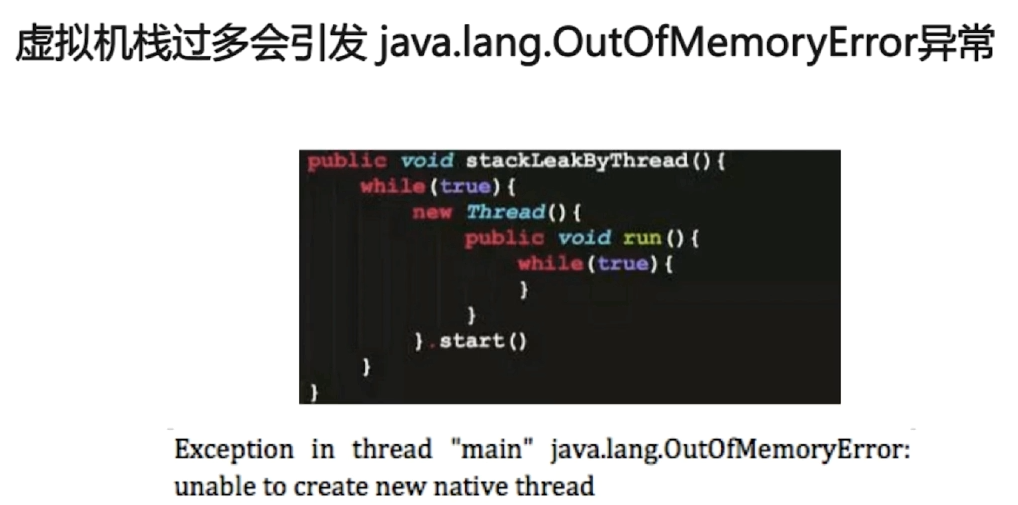 虚拟机栈过多会引发 java.lang.OutOfMemoryError异常
public void stackLeakByThread(){
while(true){
new Thread(){
public void run(){
while(true){
}
}
}.start()
}
}
Exception in thread "main" java.lang.OutOfMemoryError:
unable to create new native thread